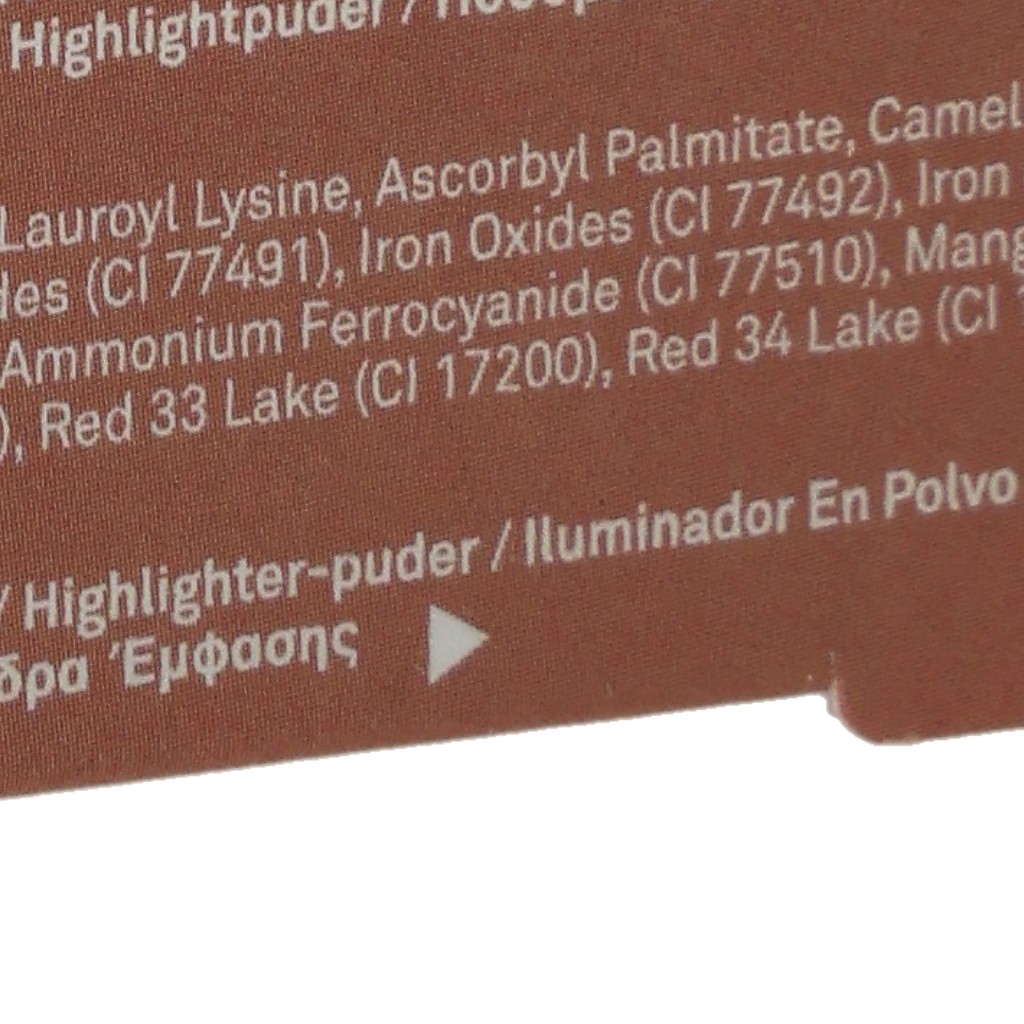 Highlightpuder /
Lauroyl Lysine, Ascorbyl Palmitate, Camel
des (CI 77491), Iron Oxides (CI 77492), Iron
Ammonium Ferrocyanide (CI 77510), Mang
), Red 33 Lake (CI 17200), Red 34 Lake (CI
/ Highlighter-puder / Iluminador En Polvo
δρα Έμφασης